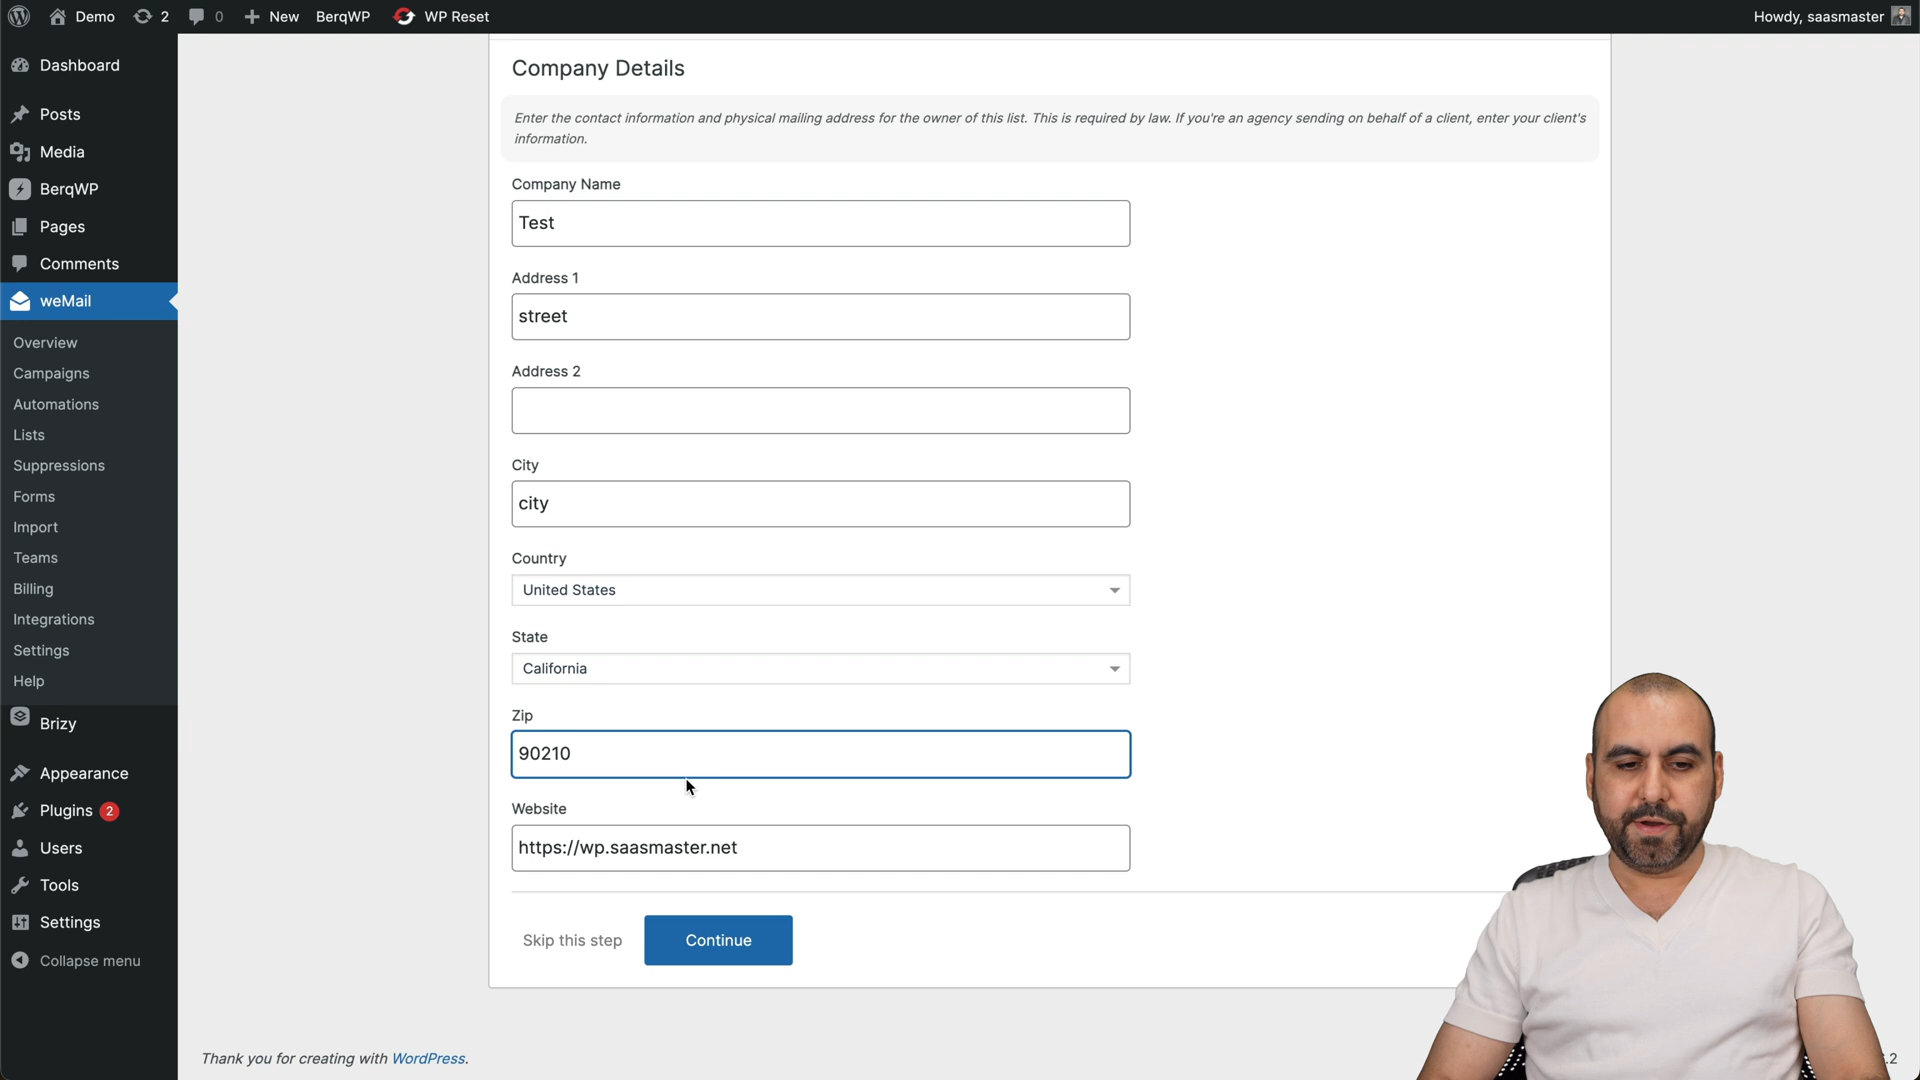 Demo 2 0 New BerqWP WP Reset Howdy, saasmaster
Dashboard
Posts
Media
BerqWP
Pages
Comments
weMail
Overview
Campaigns
Automations
Lists
Suppressions
Forms
Import
Teams
Billing
Integrations
Settings
Help
Brizy
Appearance
Plugins 2
Users
Tools
Settings
Collapse menu
Company Details
Enter the contact information and physical mailing address for the owner of this list. This is required by law. If you're an agency sending on behalf of a client, enter your client's
information.
Company Name
Test
Address 1
street
Address 2
City
city
Country
United States
State
California
Zip
90210
Website
https://wp.saasmaster.net
Skip this step Continue
Thank you for creating with WordPress.